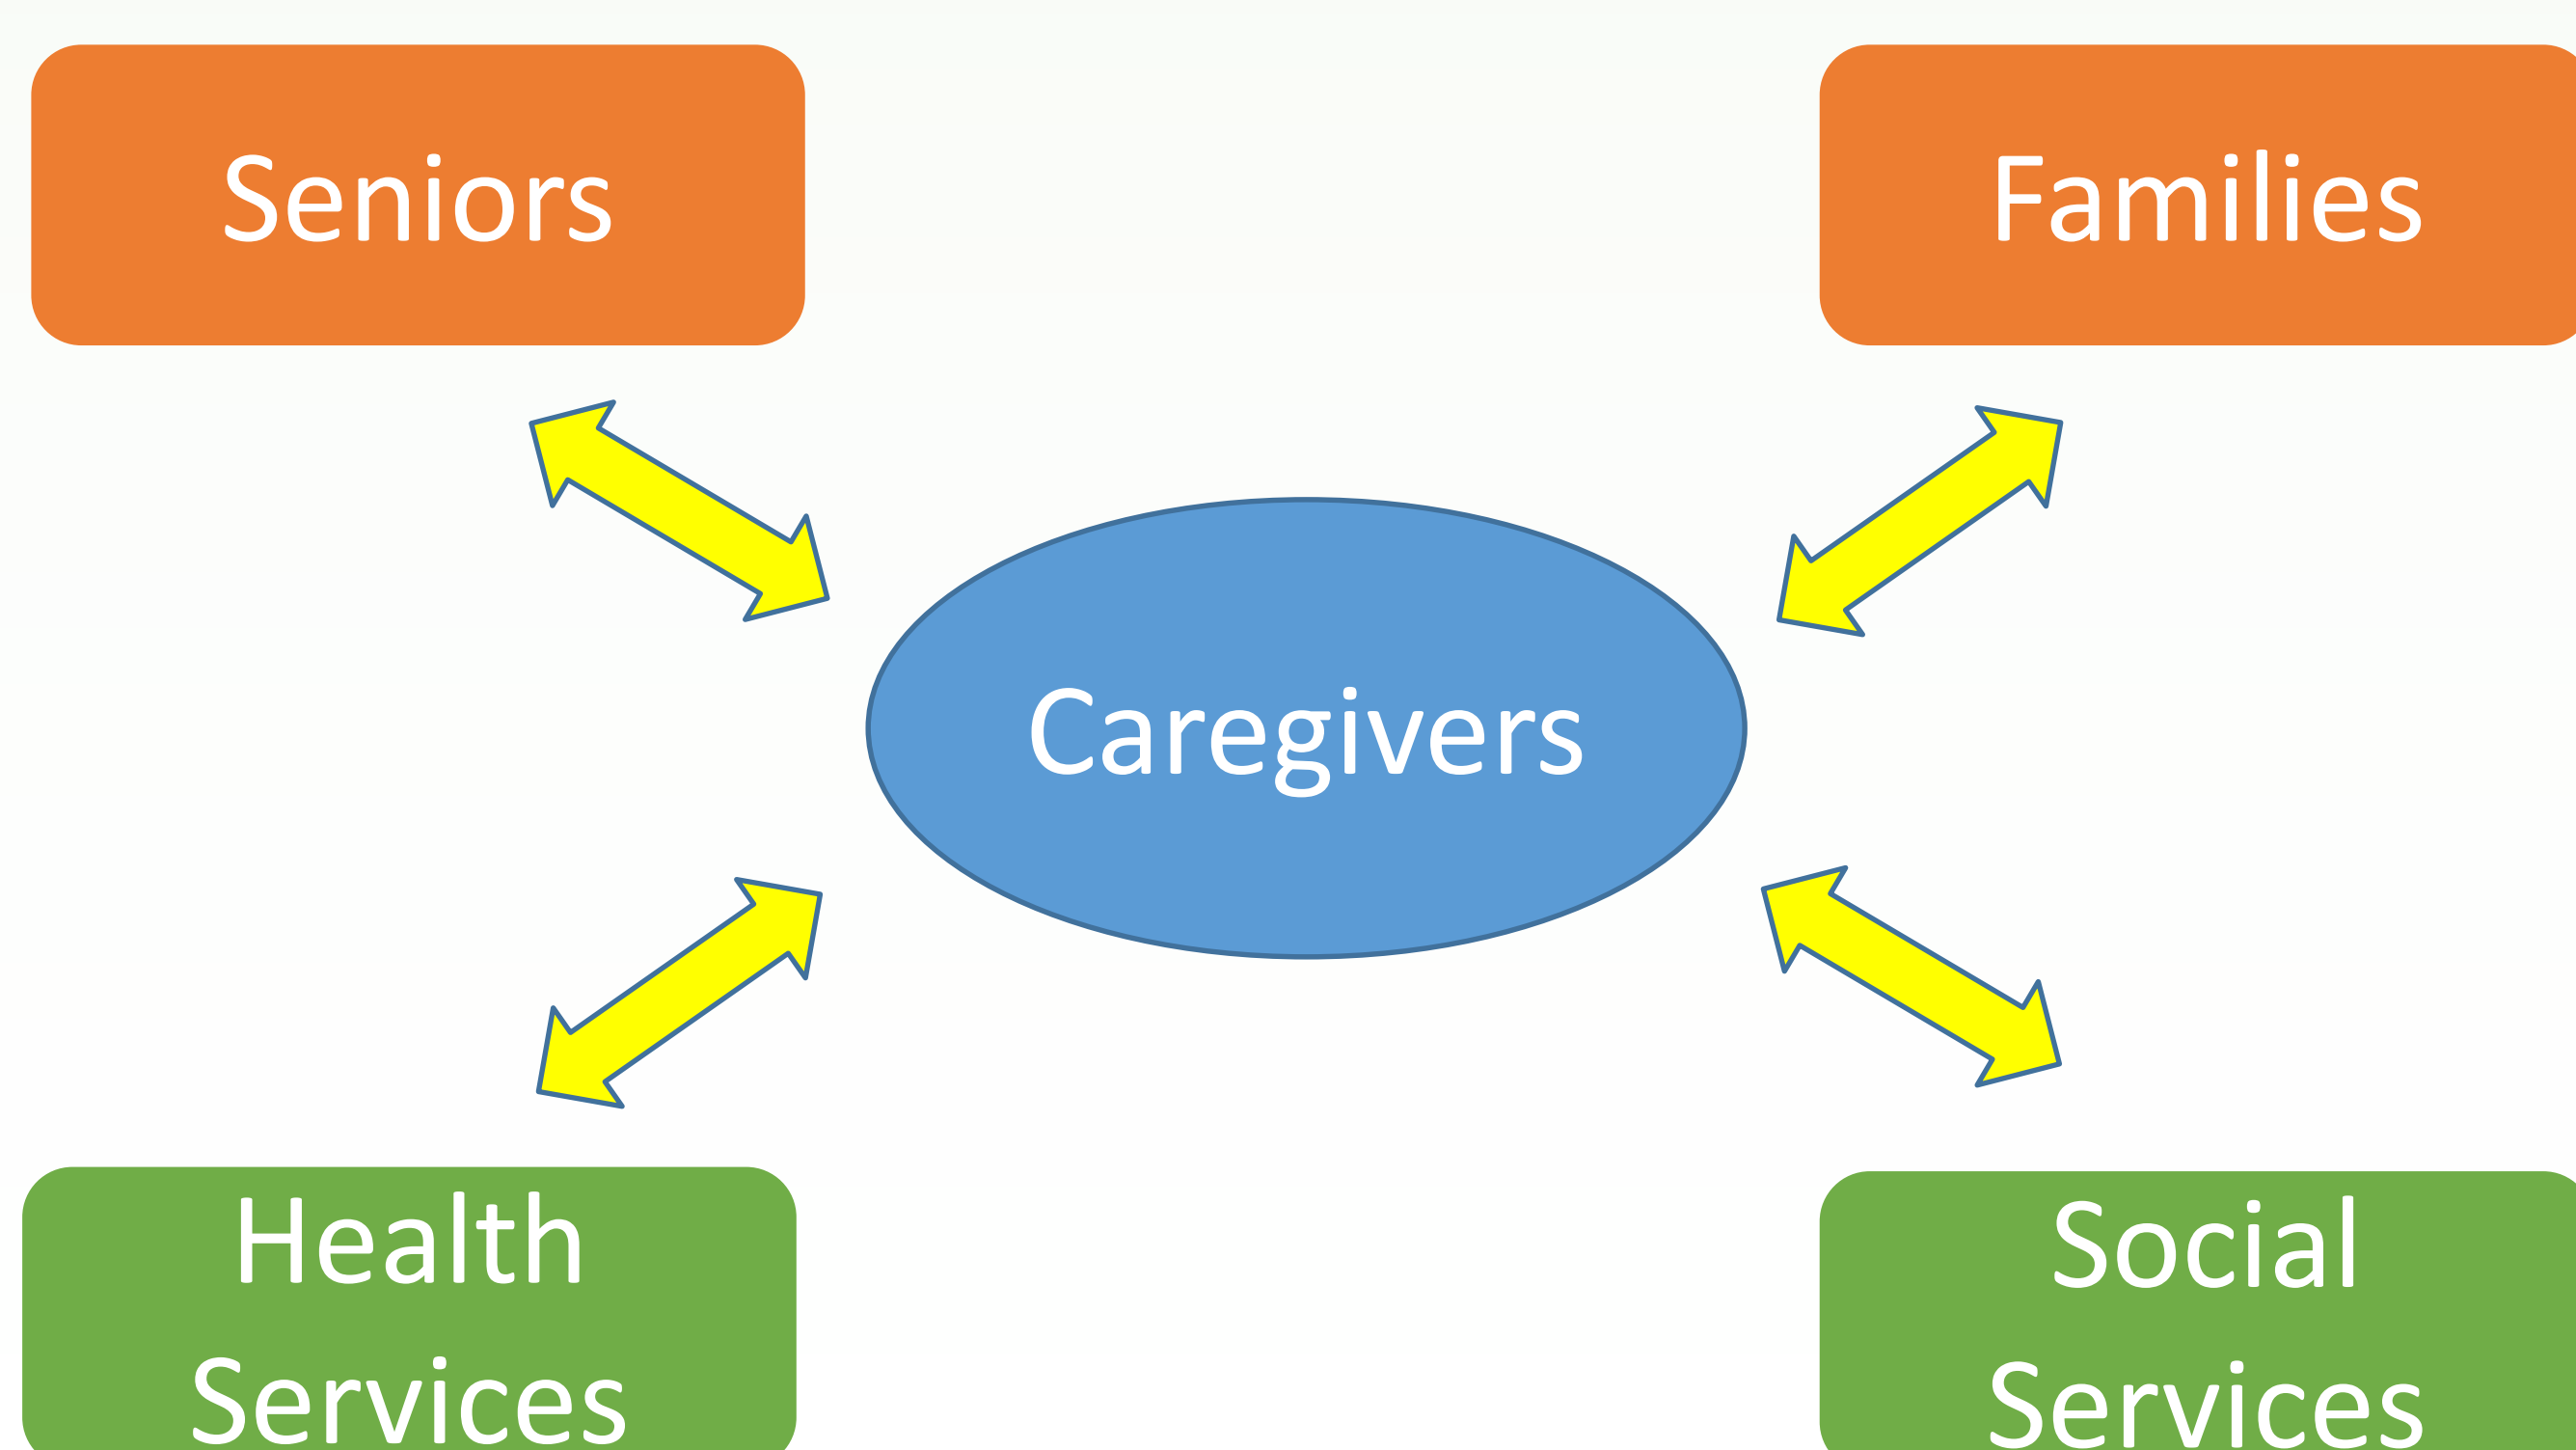 Seniors
Families
Caregivers
Health
Services
Social
Services